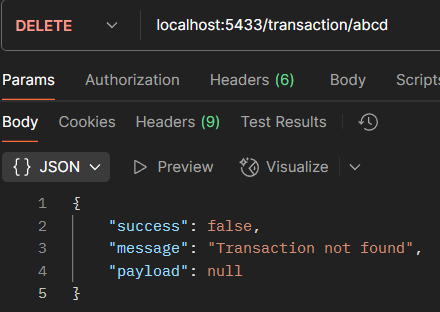 DELETE localhost:5433/transaction/abcd
Params Authorization Headers (6) Body Scripts
Body Cookies Headers (9) Test Results
{} JSON Preview Visualize
1 {
2 "success": false,
3 "message": "Transaction not found",
4 "payload": null
5 }